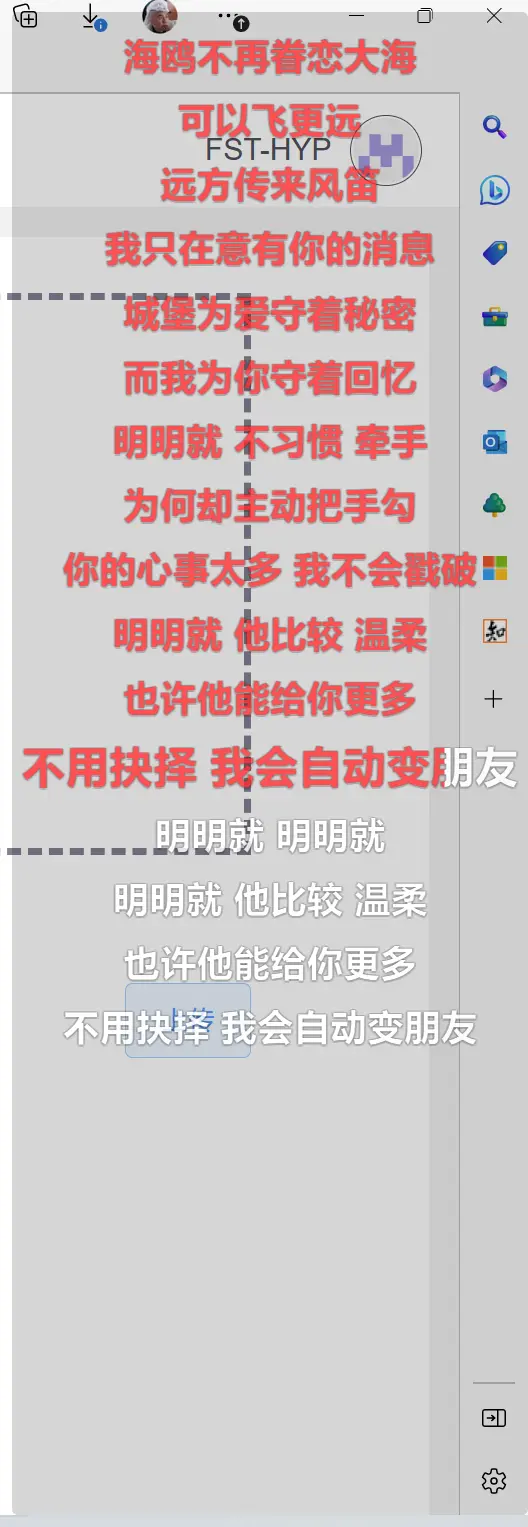 海鸥不再眷恋大海
可以飞更远
FST-HYP
远方传来风笛
我只在意有你的消息
城堡为爱守着秘密
而我为你守着回忆
明明就 不习惯 牵手
为何却主动把手勾
你的心事太多 我不会戳破
知
明明就 他比较 温柔
也许他能给你更多
不用抉择 我会自动变朋友
明明就 明明就
明明就 他比较 温柔
也许他能给你更多
上传
不用抉择 我会自动变朋友